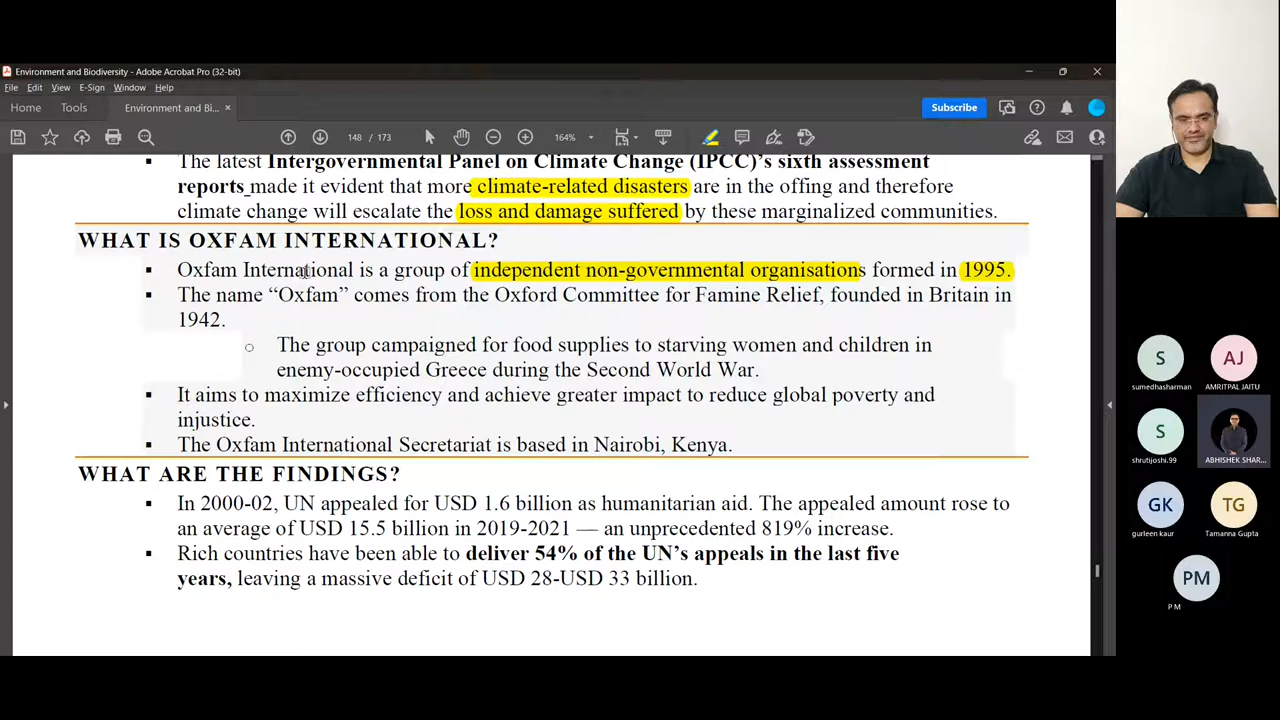 Environment and Biodiversity - Adobe Acrobat Pro (32-bit)
File Edit View E-Sign Window Help
Home Tools Environment and Bi... × Subscribe
148 / 173 164%
▪ The latest Intergovernmental Panel on Climate Change (IPCC)'s sixth assessment
reports made it evident that more climate-related disasters are in the offing and therefore
climate change will escalate the loss and damage suffered by these marginalized communities.
WHAT IS OXFAM INTERNATIONAL?
▪ Oxfam International is a group of independent non-governmental organisations formed in 1995.
▪ The name “Oxfam” comes from the Oxford Committee for Famine Relief, founded in Britain in
1942.
○ The group campaigned for food supplies to starving women and children in
enemy-occupied Greece during the Second World War.
▪ It aims to maximize efficiency and achieve greater impact to reduce global poverty and
injustice.
▪ The Oxfam International Secretariat is based in Nairobi, Kenya.
WHAT ARE THE FINDINGS?
▪ In 2000-02, UN appealed for USD 1.6 billion as humanitarian aid. The appealed amount rose to
an average of USD 15.5 billion in 2019-2021 — an unprecedented 819% increase.
▪ Rich countries have been able to deliver 54% of the UN's appeals in the last five
years, leaving a massive deficit of USD 28-USD 33 billion.
S AJ
sumedhasharman AMRITPAL JAITU
S
shrutijoshi.99 ABHISHEK SHAR...
GK TG
gurleen kaur Tamanna Gupta
PM
P M